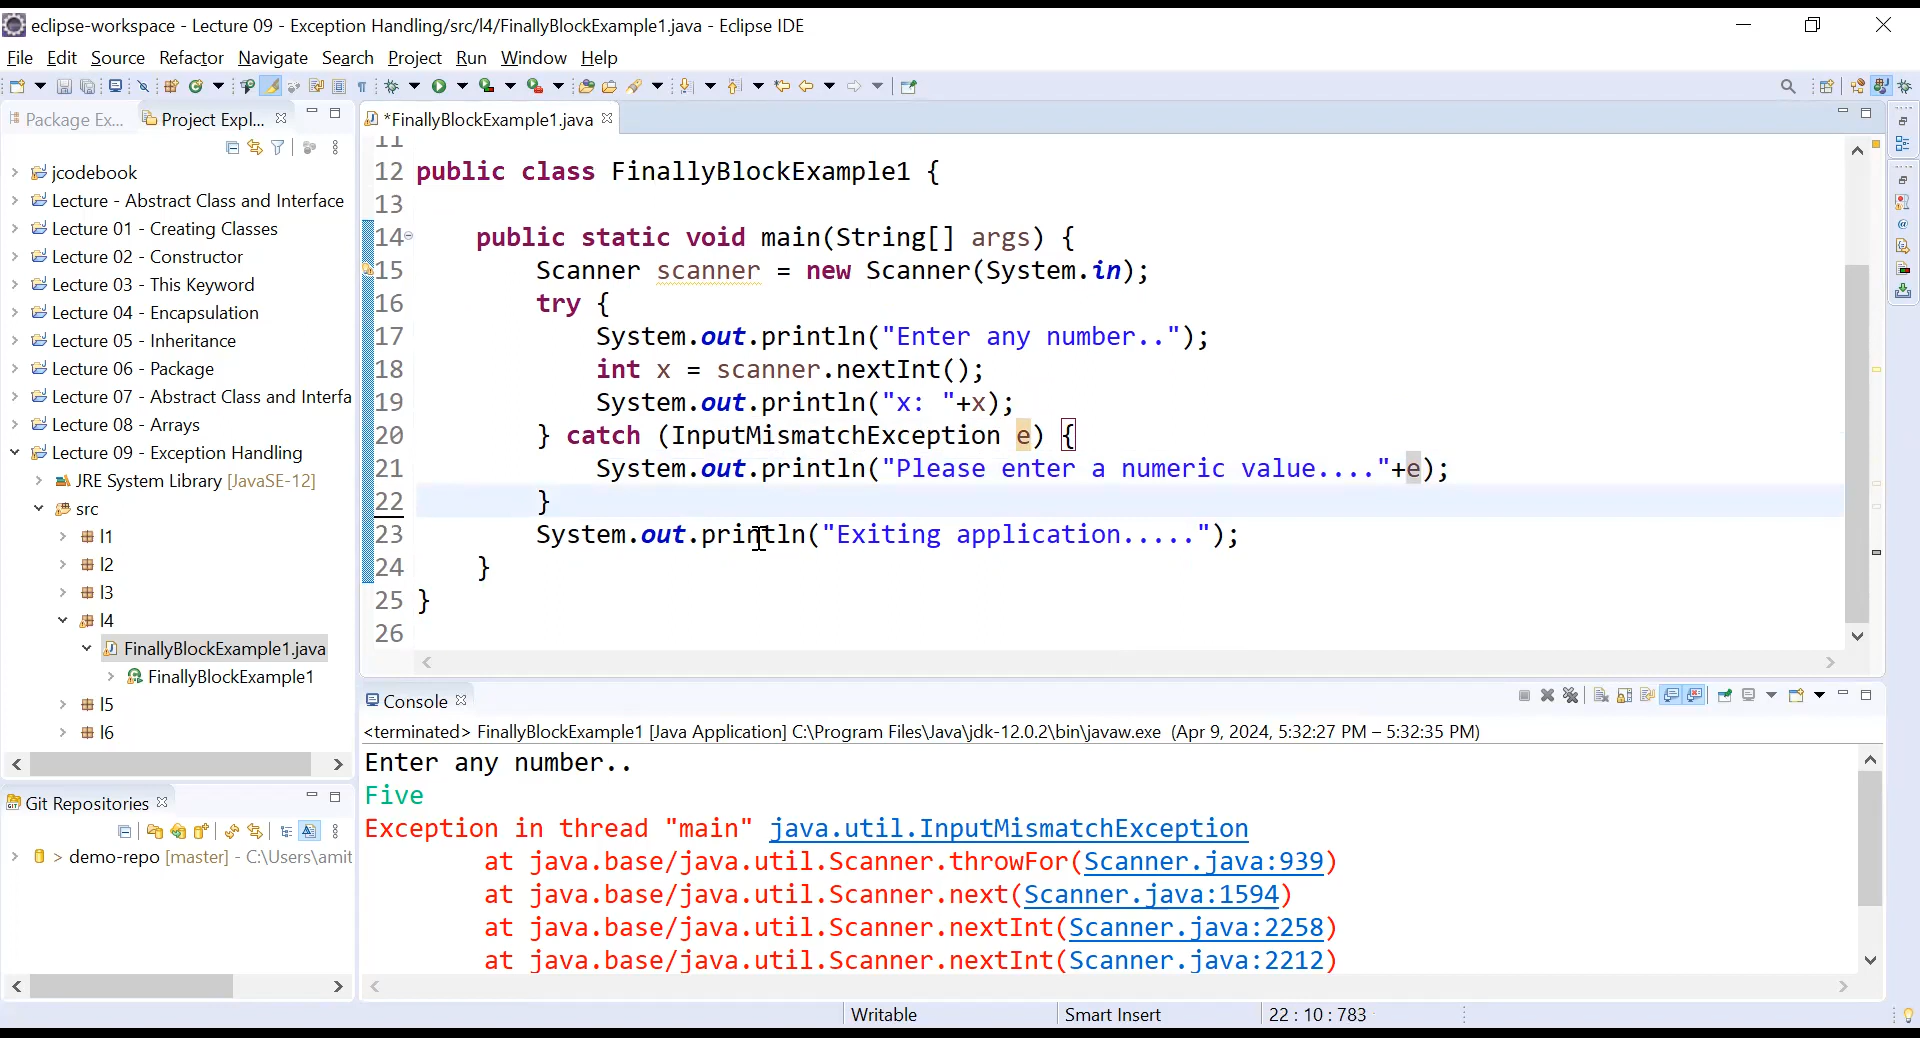 eclipse-workspace - Lecture 09 - Exception Handling/src/l4/FinallyBlockExample1.java - Eclipse IDE
File Edit Source Refactor Navigate Search Project Run Window Help
Package Ex... Project Expl...
jcodebook
Lecture - Abstract Class and Interface
Lecture 01 - Creating Classes
Lecture 02 - Constructor
Lecture 03 - This Keyword
Lecture 04 - Encapsulation
Lecture 05 - Inheritance
Lecture 06 - Package
Lecture 07 - Abstract Class and Interfa
Lecture 08 - Arrays
Lecture 09 - Exception Handling
JRE System Library [JavaSE-12]
src
l1
l2
l3
l4
FinallyBlockExample1.java
FinallyBlockExample1
l5
l6
Git Repositories
> demo-repo [master] - C:\Users\amit
*FinallyBlockExample1.java
11
12 public class FinallyBlockExample1 {
13
14 public static void main(String[] args) {
15 Scanner scanner = new Scanner(System.in);
16 try {
17 System.out.println("Enter any number..");
18 int x = scanner.nextInt();
19 System.out.println("x: "+x);
20 } catch (InputMismatchException e) {
21 System.out.println("Please enter a numeric value...."+e);
22 }
23 System.out.println("Exiting application.....");
24 }
25 }
26
Console
<terminated> FinallyBlockExample1 [Java Application] C:\Program Files\Java\jdk-12.0.2\bin\javaw.exe (Apr 9, 2024, 5:32:27 PM – 5:32:35 PM)
Enter any number..
Five
Exception in thread "main" java.util.InputMismatchException
at java.base/java.util.Scanner.throwFor(Scanner.java:939)
at java.base/java.util.Scanner.next(Scanner.java:1594)
at java.base/java.util.Scanner.nextInt(Scanner.java:2258)
at java.base/java.util.Scanner.nextInt(Scanner.java:2212)
Writable Smart Insert 22 : 10 : 783